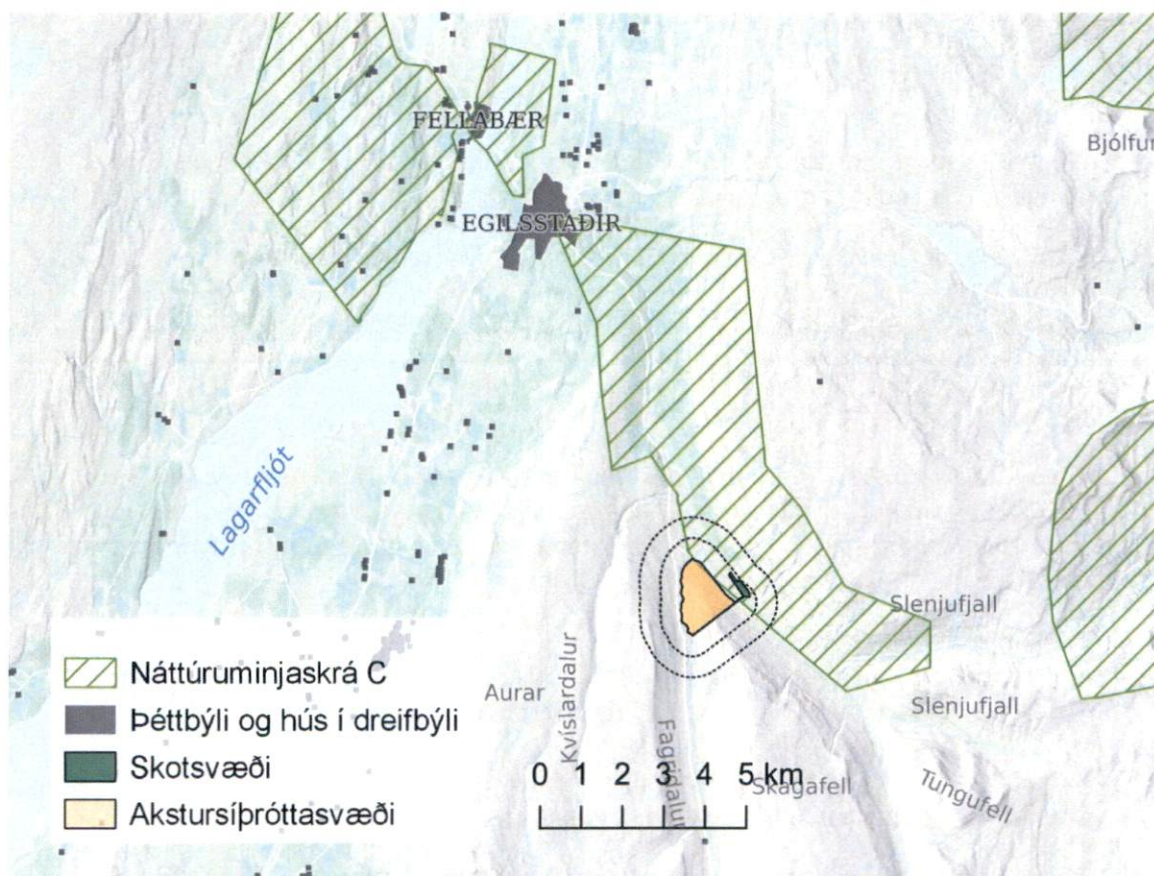 FELLABÆR
Bjólfur
EGILSSTAÐIR
Lagarfljót
Slenjufjall
Slenjufjall
Aurar
Kvíslardalur
Fagridalur
Skagafell
Tungufell
Náttúruminjaskrá C
Þéttbýli og hús í dreifbýli
Skotsvæði
Akstursíþróttasvæði
0 1 2 3 4 5 km